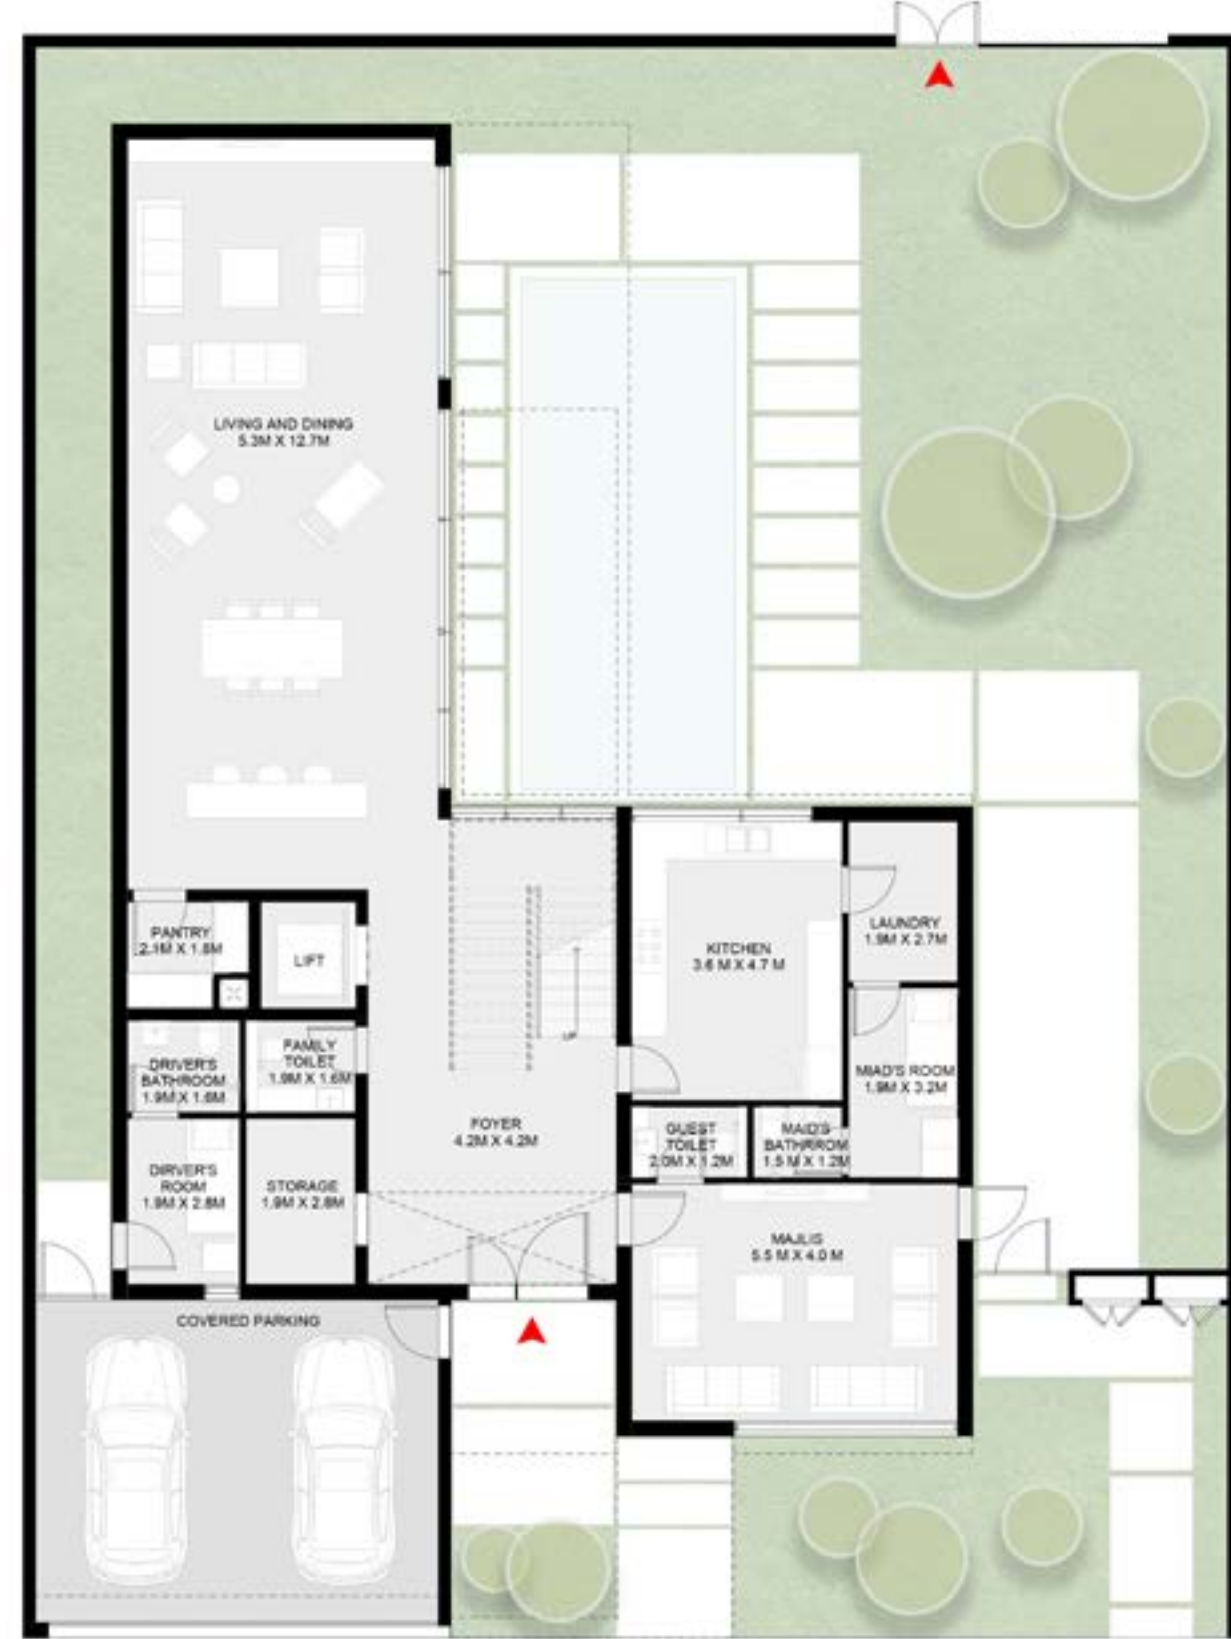 LIVING AND DINING
5.3M X 12.7M
PANTRY
2.1M X 1.8M
LIFT
KITCHEN
3.6 M X 4.7 M
LAUNDRY
1.9M X 2.7M
UP
DRIVER'S
BATHROOM
1.9M X 1.6M
FAMILY
TOILET
1.9M X 1.6M
MIAD'S ROOM
1.9M X 3.2M
FOYER
4.2M X 4.2M
GUEST
TOILET
2.0M X 1.2M
MAID'S
BATHRROM
1.5 M X 1.2M
DIRVER'S
ROOM
1.9M X 2.8M
STORAGE
1.9M X 2.8M
MAJLIS
5.5 M X 4.0 M
COVERED PARKING